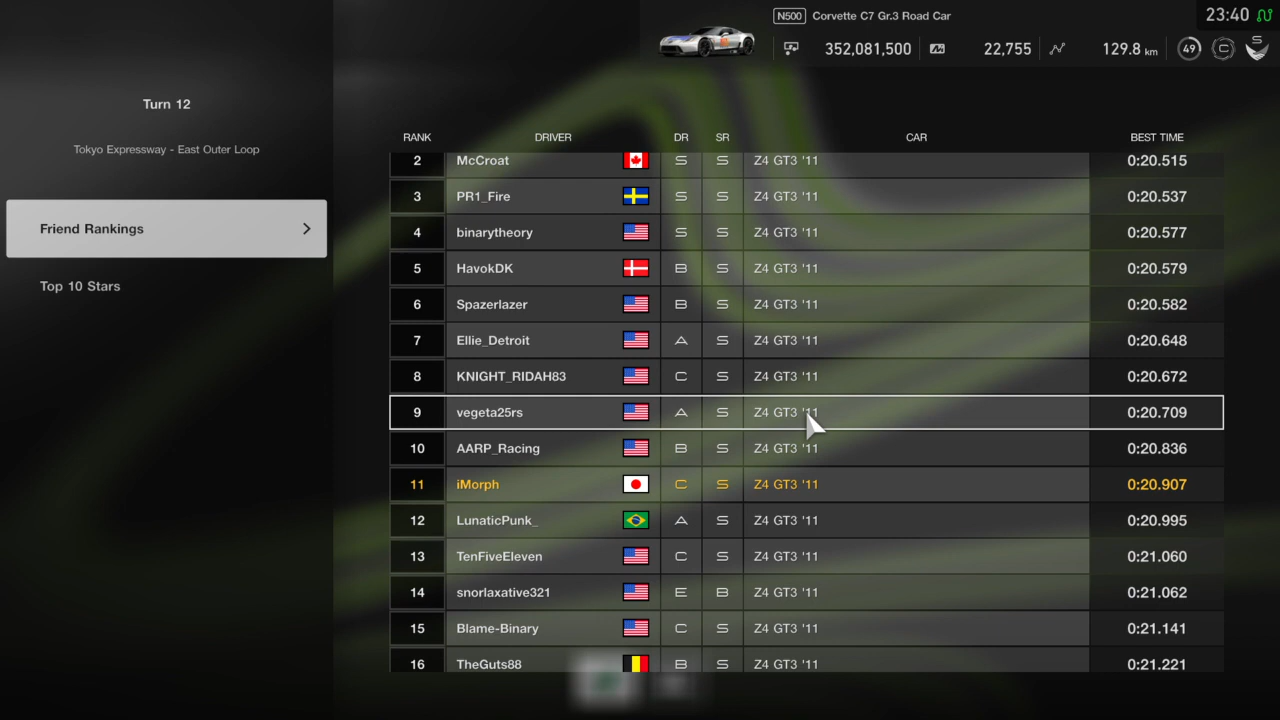 N500 Corvette C7 Gr.3 Road Car 23:40
352,081,500 22,755 129.8 km 49 C S
Turn 12
Tokyo Expressway - East Outer Loop
Friend Rankings
Top 10 Stars
RANK DRIVER DR SR CAR BEST TIME
2 McCroat S S Z4 GT3 '11 0:20.515
3 PR1_Fire S S Z4 GT3 '11 0:20.537
4 binarytheory S S Z4 GT3 '11 0:20.577
5 HavokDK B S Z4 GT3 '11 0:20.579
6 Spazerlazer B S Z4 GT3 '11 0:20.582
7 Ellie_Detroit A S Z4 GT3 '11 0:20.648
8 KNIGHT_RIDAH83 C S Z4 GT3 '11 0:20.672
9 vegeta25rs A S Z4 GT3 '11 0:20.709
10 AARP_Racing B S Z4 GT3 '11 0:20.836
11 iMorph C S Z4 GT3 '11 0:20.907
12 LunaticPunk_ A S Z4 GT3 '11 0:20.995
13 TenFiveEleven C S Z4 GT3 '11 0:21.060
14 snorlaxative321 E B Z4 GT3 '11 0:21.062
15 Blame-Binary C S Z4 GT3 '11 0:21.141
16 TheGuts88 B S Z4 GT3 '11 0:21.221